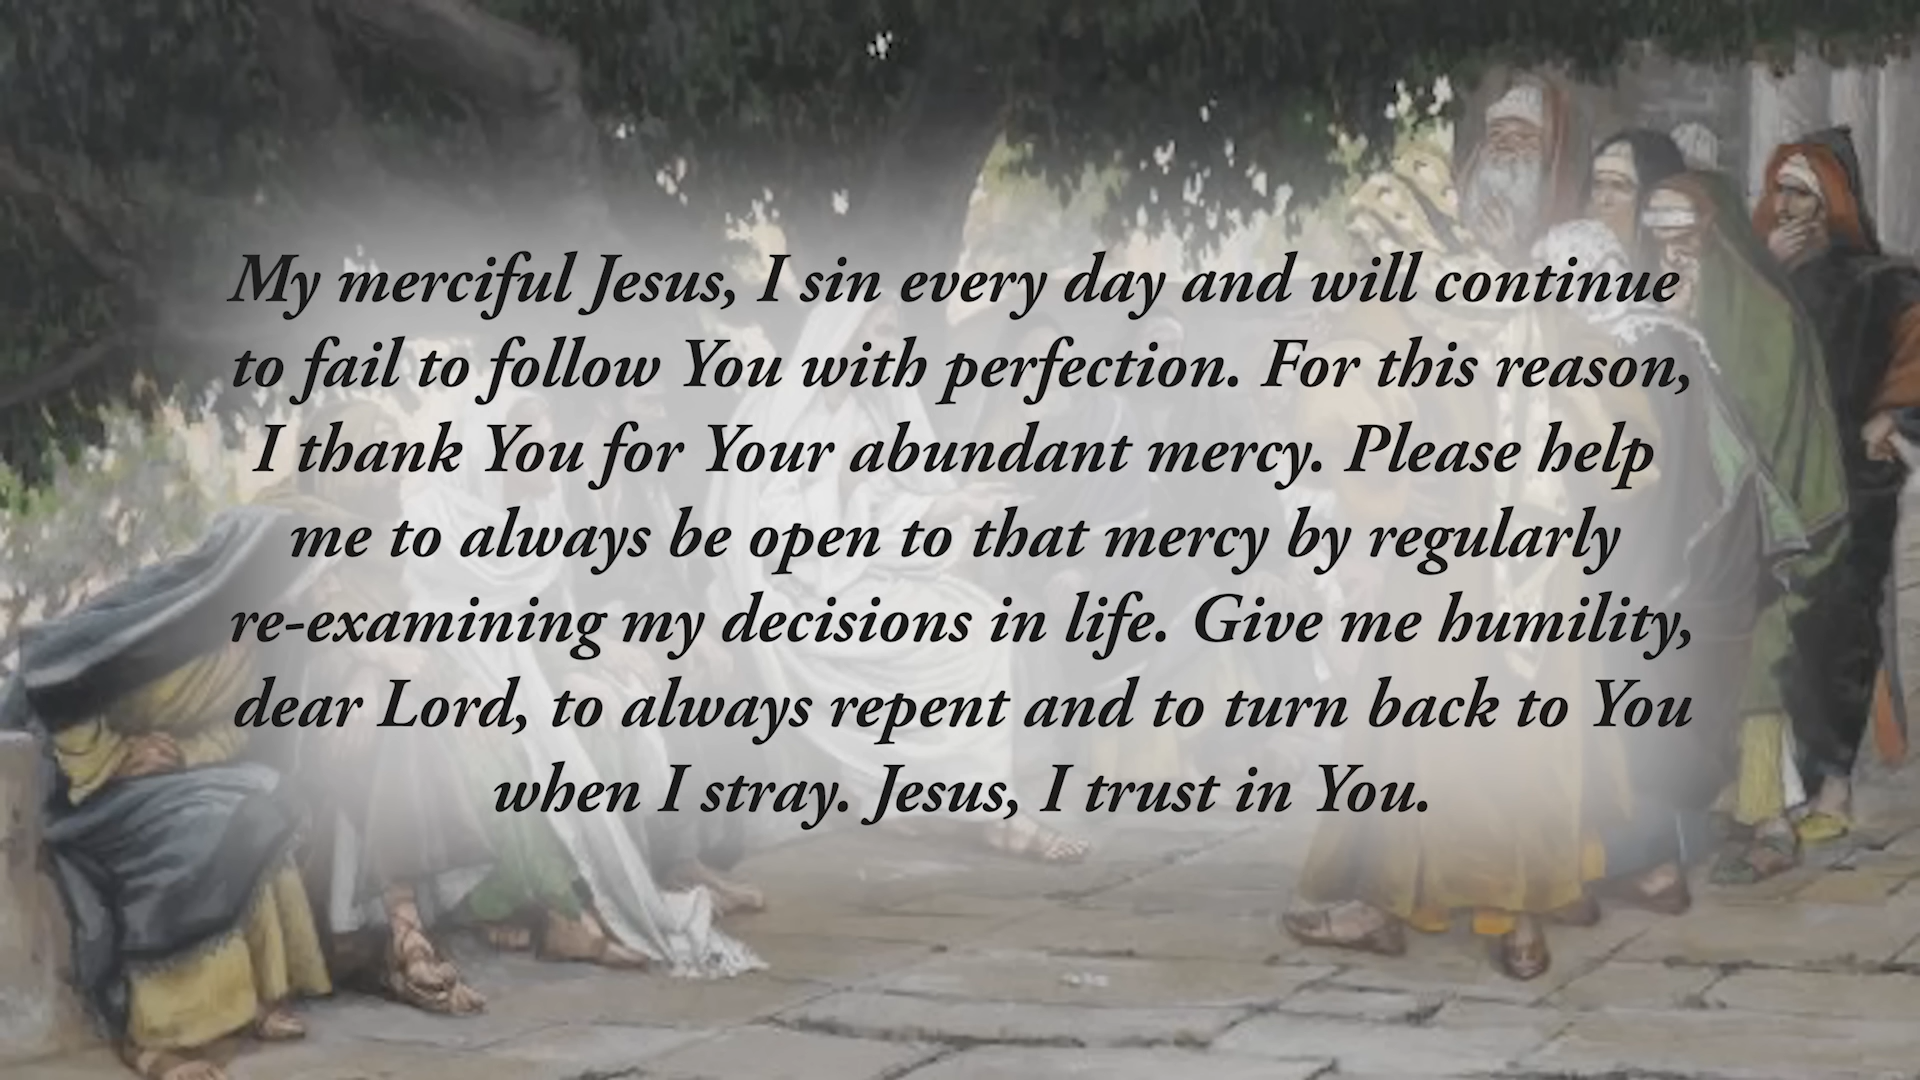 My merciful Jesus, I sin every day and will continue
to fail to follow You with perfection. For this reason,
I thank You for Your abundant mercy. Please help
me to always be open to that mercy by regularly
re-examining my decisions in life. Give me humility,
dear Lord, to always repent and to turn back to You
when I stray. Jesus, I trust in You.